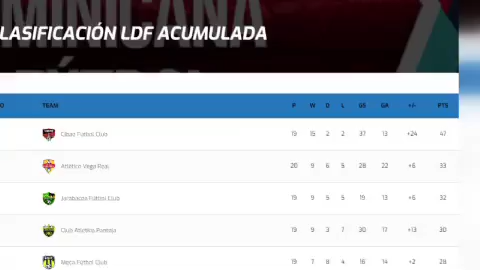 MINICANA
LASIFICACIÓN LDF ACUMULADA
O TEAM P W D L GS GA +/- PTS
Cibao Fútbol Club 19 15 2 2 37 13 +24 47
Atlético Vega Real 20 9 6 5 28 22 +6 33
Jarabacoa Fútbol Club 19 9 5 5 19 13 +6 32
Club Atlético Pantoja 19 9 3 7 30 17 +13 30
Moca Fútbol Club 19 7 8 4 16 14 +2 28